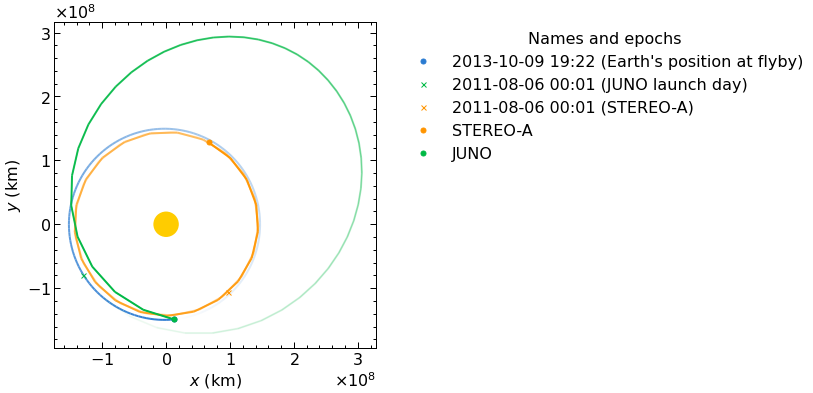 ×10⁸
3
2
1
0
−1
y (km)
−1
0
1
2
3
x (km)
×10⁸
Names and epochs
2013-10-09 19:22 (Earth's position at flyby)
2011-08-06 00:01 (JUNO launch day)
2011-08-06 00:01 (STEREO-A)
STEREO-A
JUNO